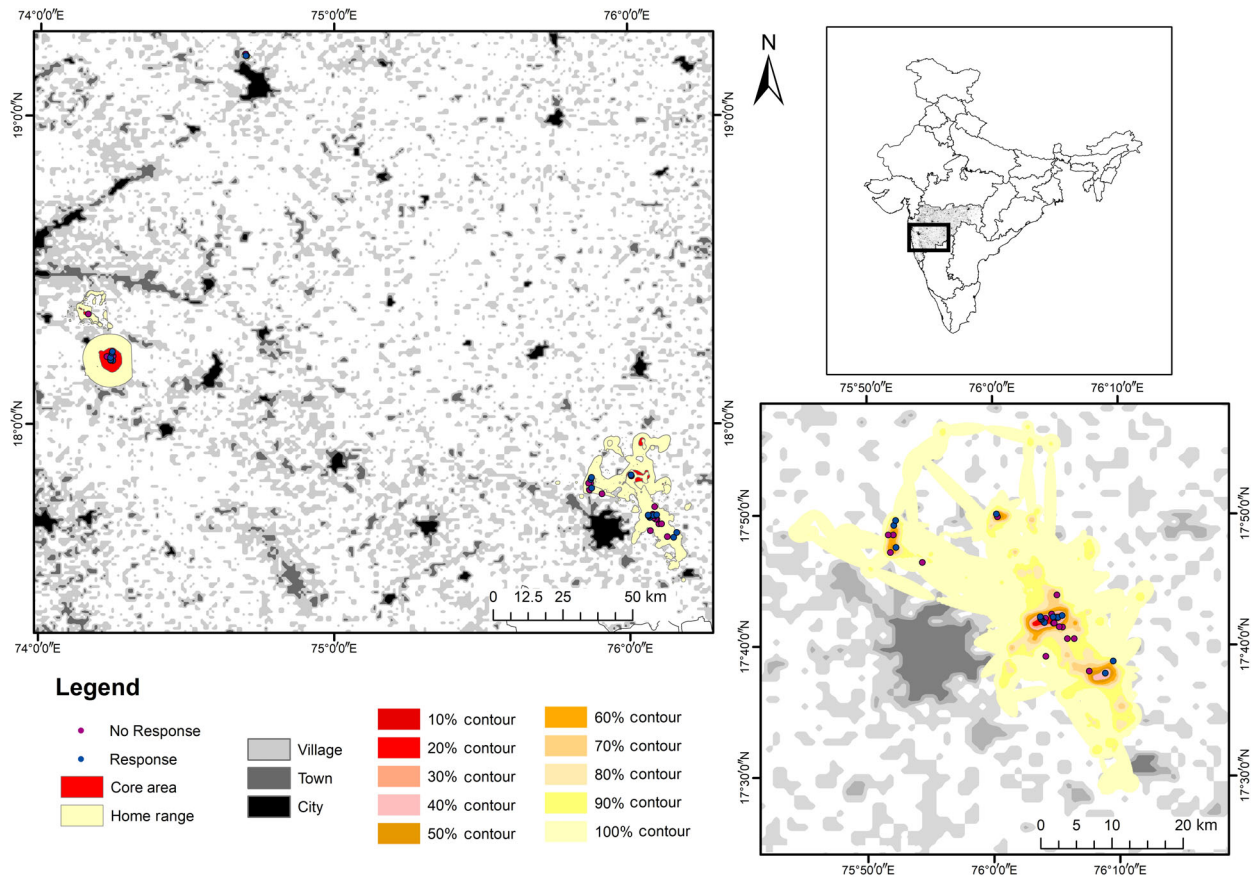 74°0'0"E 75°0'0"E 76°0'0"E
19°0'0"N
19°0'0"N
18°0'0"N
18°0'0"N
0 12.5 25 50 km
74°0'0"E 75°0'0"E 76°0'0"E
N
75°50'0"E 76°0'0"E 76°10'0"E
17°50'0"N
17°50'0"N
17°40'0"N
17°40'0"N
17°30'0"N
17°30'0"N
0 5 10 20 km
75°50'0"E 76°0'0"E 76°10'0"E
Legend
No Response
Response
Core area
Home range
Village
Town
City
10% contour
20% contour
30% contour
40% contour
50% contour
60% contour
70% contour
80% contour
90% contour
100% contour